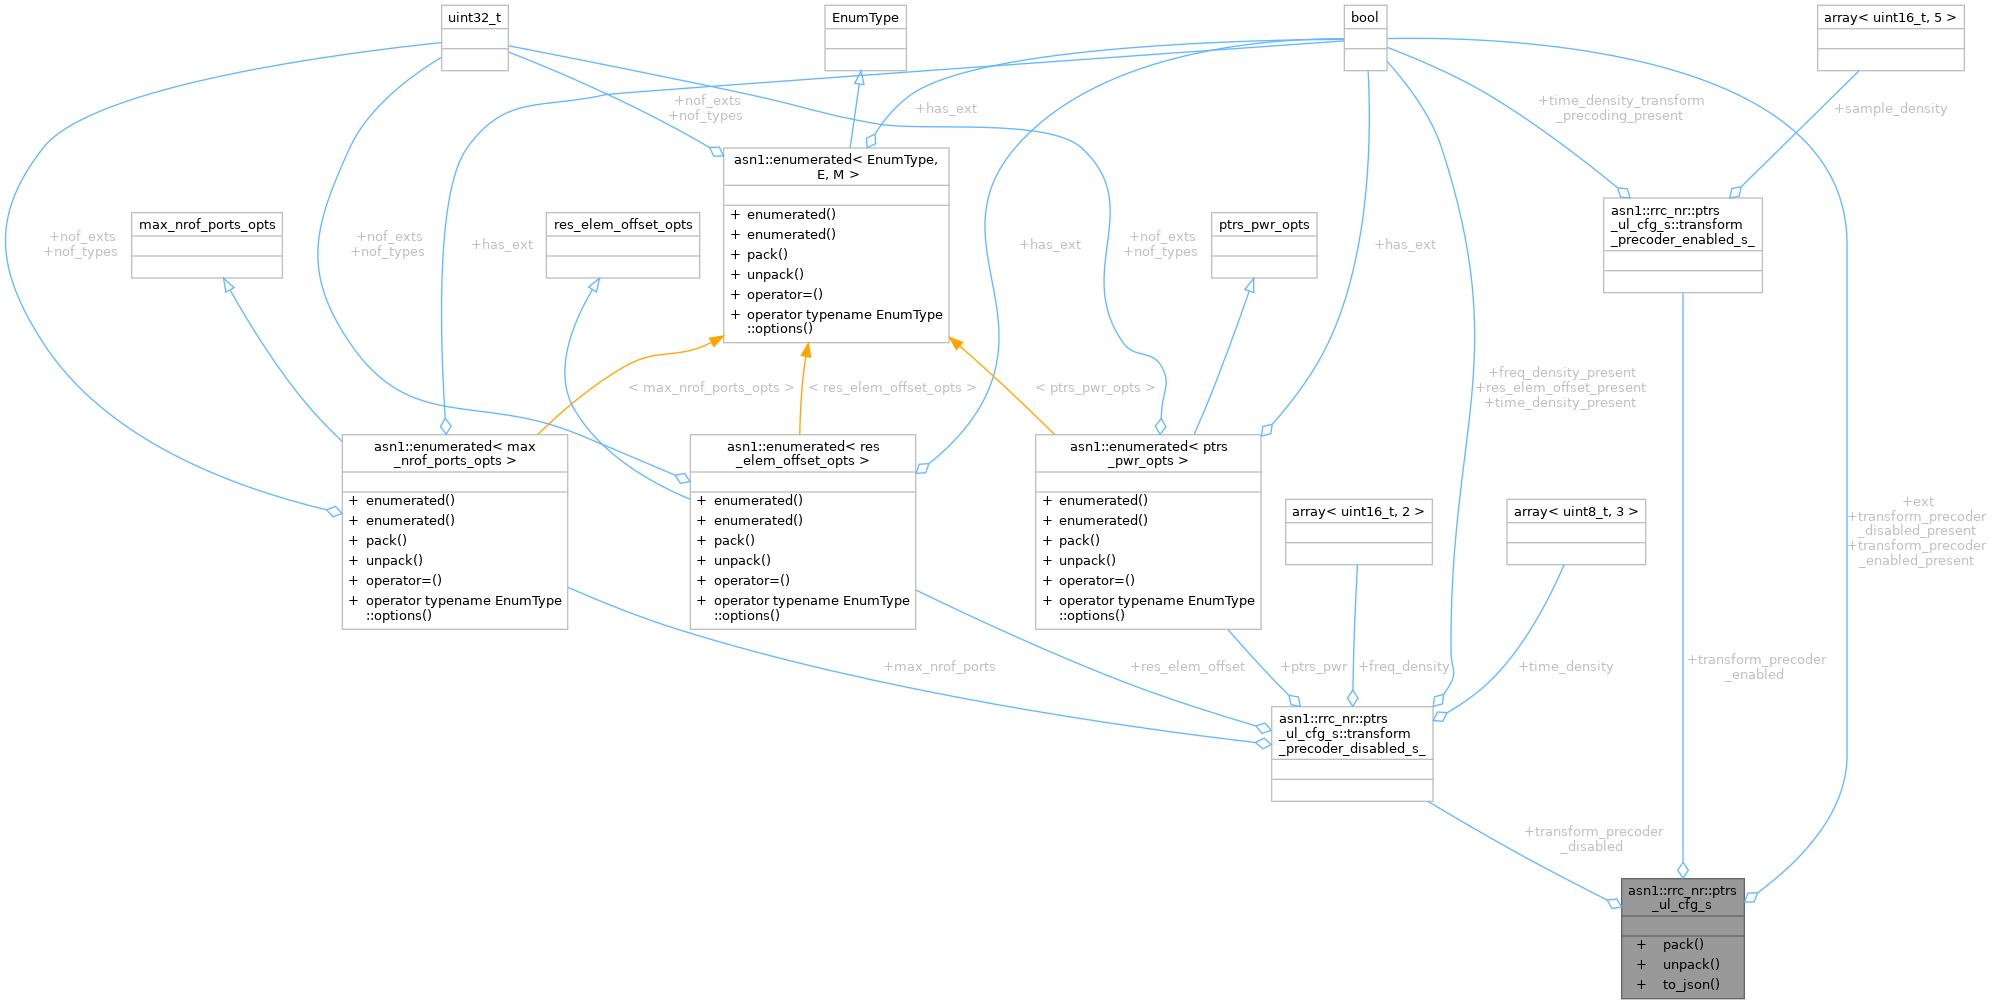 uint32_t
EnumType
bool
array< uint16_t, 5 >
+nof_exts
+nof_types
+has_ext
+time_density_transform
_precoding_present
+sample_density
asn1::enumerated< EnumType,
E, M >
+ enumerated()
+ enumerated()
+ pack()
+ unpack()
+ operator=()
+ operator typename EnumType
::options()
max_nrof_ports_opts
res_elem_offset_opts
ptrs_pwr_opts
asn1::rrc_nr::ptrs
_ul_cfg_s::transform
_precoder_enabled_s_
+nof_exts
+nof_types
+nof_exts
+nof_types
+has_ext
+has_ext
+nof_exts
+nof_types
+has_ext
< max_nrof_ports_opts >
< res_elem_offset_opts >
< ptrs_pwr_opts >
+freq_density_present
+res_elem_offset_present
+time_density_present
asn1::enumerated< max
_nrof_ports_opts >
+ enumerated()
+ enumerated()
+ pack()
+ unpack()
+ operator=()
+ operator typename EnumType
::options()
asn1::enumerated< res
_elem_offset_opts >
+ enumerated()
+ enumerated()
+ pack()
+ unpack()
+ operator=()
+ operator typename EnumType
::options()
asn1::enumerated< ptrs
_pwr_opts >
+ enumerated()
+ enumerated()
+ pack()
+ unpack()
+ operator=()
+ operator typename EnumType
::options()
array< uint16_t, 2 >
array< uint8_t, 3 >
+ext
+transform_precoder
_disabled_present
+transform_precoder
_enabled_present
+max_nrof_ports
+res_elem_offset
+ptrs_pwr
+freq_density
+time_density
+transform_precoder
_enabled
asn1::rrc_nr::ptrs
_ul_cfg_s::transform
_precoder_disabled_s_
+transform_precoder
_disabled
asn1::rrc_nr::ptrs
_ul_cfg_s
+ pack()
+ unpack()
+ to_json()